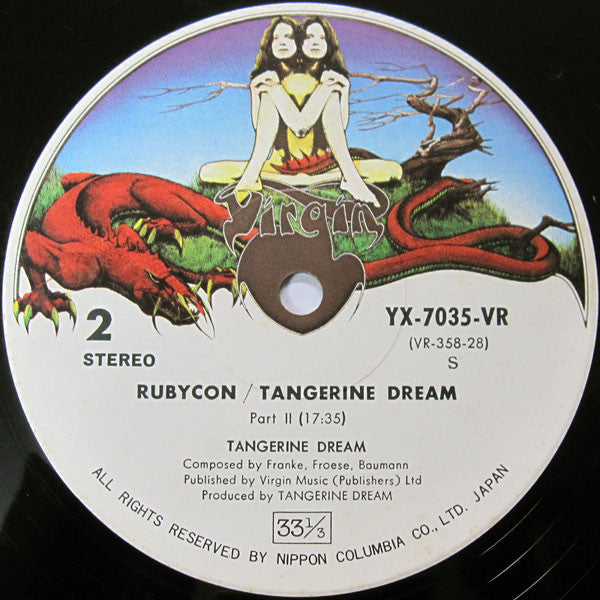 Virgin
2
STEREO
YX-7035-VR
(VR-358-28)
S
RUBYCON / TANGERINE DREAM
Part II (17:35)
TANGERINE DREAM
Composed by Franke, Froese, Baumann
Published by Virgin Music (Publishers) Ltd
Produced by TANGERINE DREAM
33 1/3
ALL RIGHTS RESERVED BY NIPPON COLUMBIA CO., LTD. JAPAN